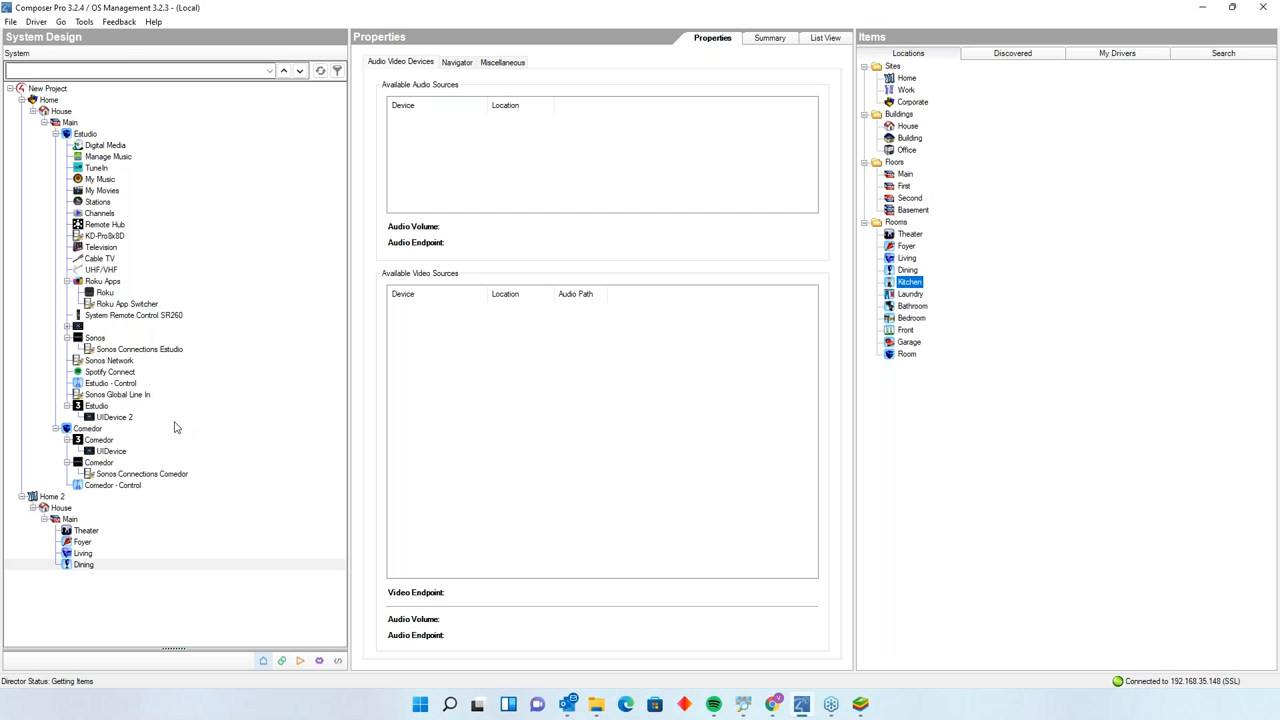 Composer Pro 3.2.4 / OS Management 3.2.3 - (Local)
File Driver Go Tools Feedback Help
System Design
System
New Project
Home
House
Main
Estudio
Digital Media
Manage Music
TuneIn
My Music
My Movies
Stations
Channels
Remote Hub
KD-Pro8x8D
Television
Cable TV
UHF/VHF
Roku Apps
Roku
Roku App Switcher
System Remote Control SR260
Sonos
Sonos Connections Estudio
Sonos Network
Spotify Connect
Estudio - Control
Sonos Global Line In
Estudio
UIDevice 2
Comedor
Comedor
UIDevice
Comedor
Sonos Connections Comedor
Comedor - Control
Home 2
House
Main
Theater
Foyer
Living
Dining
Director Status: Getting Items
Properties
Properties Summary List View
Audio Video Devices Navigator Miscellaneous
Available Audio Sources
Device Location
Audio Volume:
Audio Endpoint:
Available Video Sources
Device Location Audio Path
Video Endpoint:
Audio Volume:
Audio Endpoint:
Items
Locations Discovered My Drivers Search
Sites
Home
Work
Corporate
Buildings
House
Building
Office
Floors
Main
First
Second
Basement
Rooms
Theater
Foyer
Living
Dining
Kitchen
Laundry
Bathroom
Bedroom
Front
Garage
Room
Connected to 192.168.35.148 (SSL)